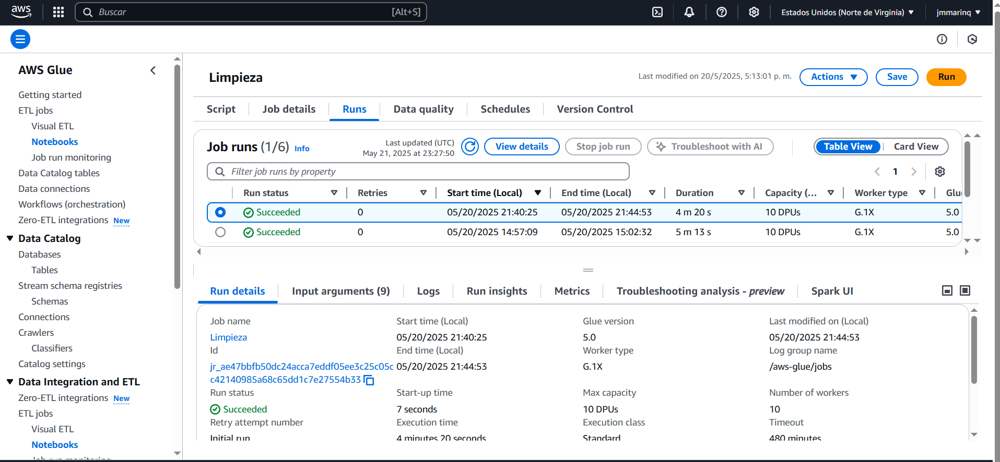 aws
Buscar [Alt+S]
Estados Unidos (Norte de Virginia)
jmmarinq
AWS Glue
Getting started
ETL jobs
Visual ETL
Notebooks
Job run monitoring
Data Catalog tables
Data connections
Workflows (orchestration)
Zero-ETL integrations New
Data Catalog
Databases
Tables
Stream schema registries
Schemas
Connections
Crawlers
Classifiers
Catalog settings
Data Integration and ETL
Zero-ETL integrations New
ETL jobs
Visual ETL
Notebooks
Job run monitoring
Limpieza
Last modified on 20/5/2025, 5:13:01 p. m.
Actions
Save
Run
Script
Job details
Runs
Data quality
Schedules
Version Control
Job runs (1/6) Info
Last updated (UTC)
May 21, 2025 at 23:27:50
View details
Stop job run
Troubleshoot with AI
Table View
Card View
Filter job runs by property
1
Run status Retries Start time (Local) End time (Local) Duration Capacity (... Worker type Glu
Succeeded 0 05/20/2025 21:40:25 05/20/2025 21:44:53 4 m 20 s 10 DPUs G.1X 5.0
Succeeded 0 05/20/2025 14:57:09 05/20/2025 15:02:32 5 m 13 s 10 DPUs G.1X 5.0
Run details
Input arguments (9)
Logs
Run insights
Metrics
Troubleshooting analysis - preview
Spark UI
Job name Start time (Local) Glue version Last modified on (Local)
Limpieza 05/20/2025 21:40:25 5.0 05/20/2025 21:44:53
Id End time (Local) Worker type Log group name
jr_ae47bbfb50dc24acca7eddf05ee3c25c05c 05/20/2025 21:44:53 G.1X /aws-glue/jobs
c42140985a68c65dd1c7e27554b33
Run status Start-up time Max capacity Number of workers
Succeeded 7 seconds 10 DPUs 10
Retry attempt number Execution time Execution class Timeout
Initial run 4 minutes 20 seconds Standard 480 minutes